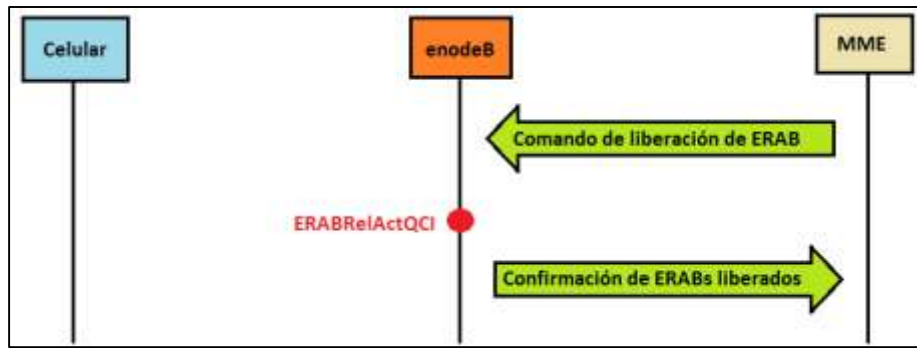 Celular
enodeB
MME
Comando de liberación de ERAB
ERABRelActQCI
Confirmación de ERABs liberados